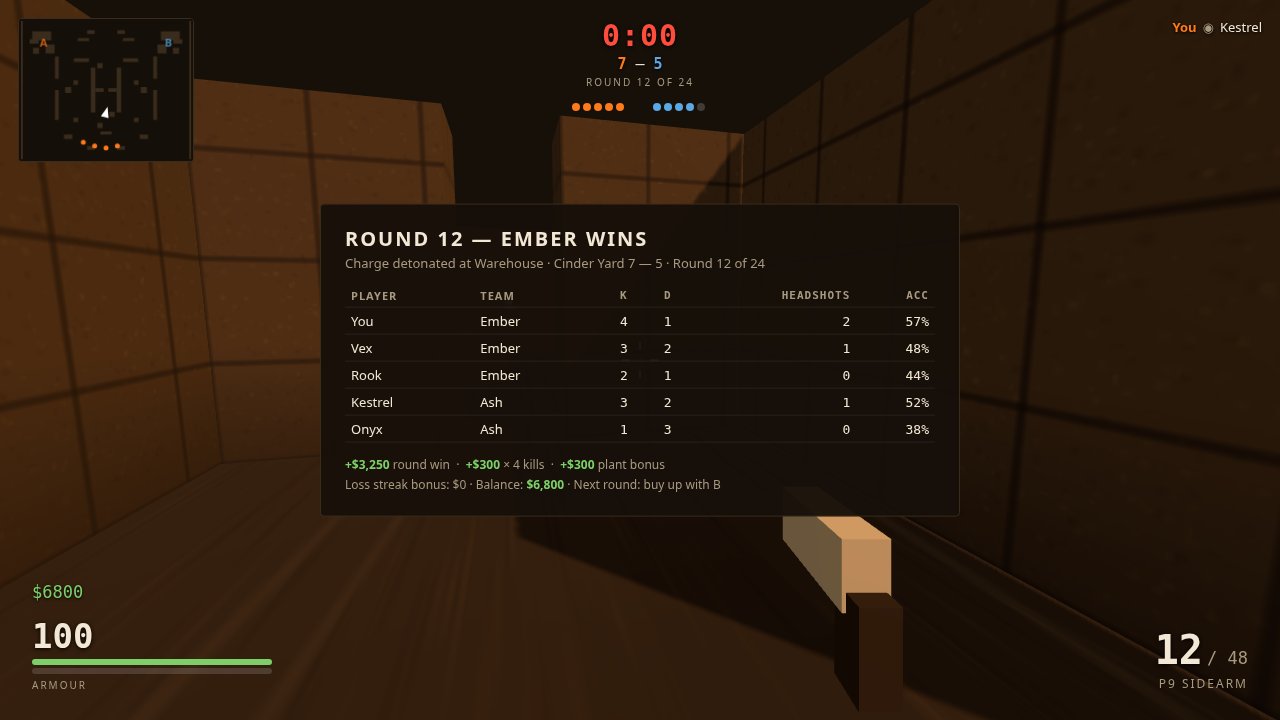 A
B
0:00
7 — 5
ROUND 12 OF 24
You ◉ Kestrel
ROUND 12 — EMBER WINS
Charge detonated at Warehouse · Cinder Yard 7 — 5 · Round 12 of 24
PLAYER TEAM K D HEADSHOTS ACC
You Ember 4 1 2 57%
Vex Ember 3 2 1 48%
Rook Ember 2 1 0 44%
Kestrel Ash 3 2 1 52%
Onyx Ash 1 3 0 38%
+$3,250 round win · +$300 × 4 kills · +$300 plant bonus
Loss streak bonus: $0 · Balance: $6,800 · Next round: buy up with B
$6800
100
ARMOUR
12 / 48
P9 SIDEARM